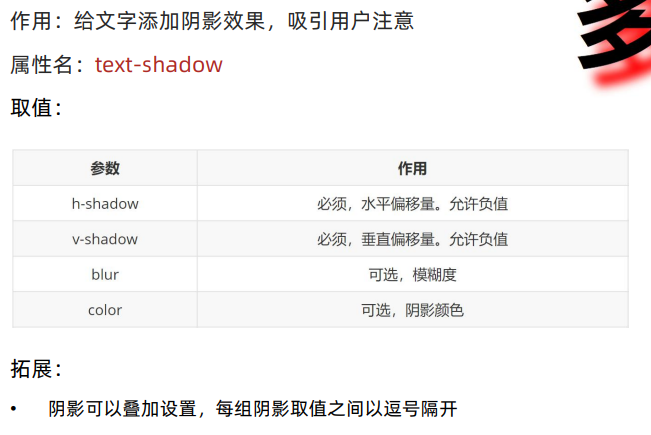 作用：给文字添加阴影效果，吸引用户注意
属性名：text-shadow
取值：
参数 作用
h-shadow 必须，水平偏移量。允许负值
v-shadow 必须，垂直偏移量。允许负值
blur 可选，模糊度
color 可选，阴影颜色
拓展：
• 阴影可以叠加设置，每组阴影取值之间以逗号隔开